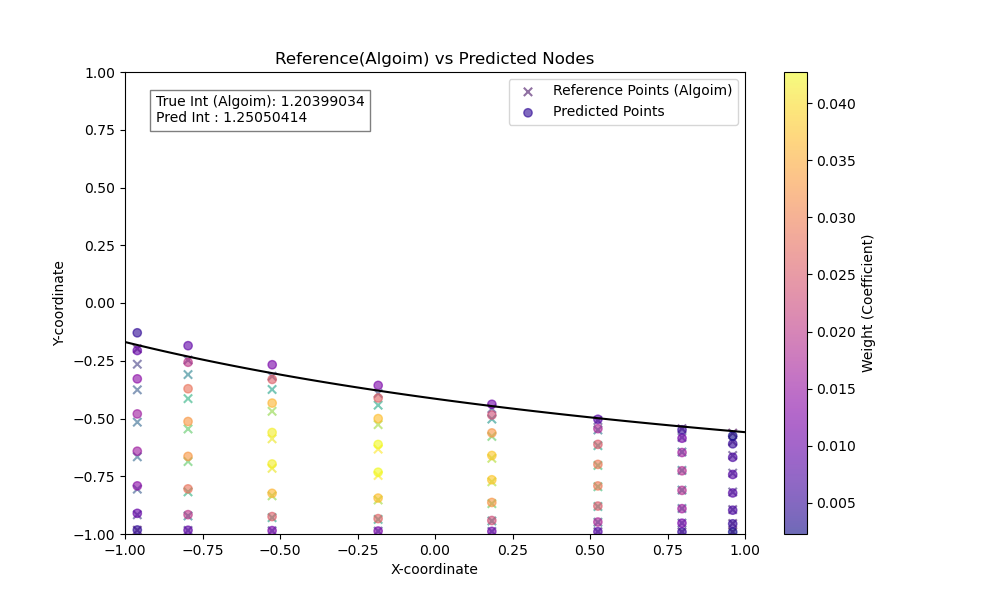 Reference(Algoim) vs Predicted Nodes
True Int (Algoim): 1.20399034
Pred Int : 1.25050414
Reference Points (Algoim)
Predicted Points
Y-coordinate
1.00
0.75
0.50
0.25
0.00
−0.25
−0.50
−0.75
−1.00
−1.00 −0.75 −0.50 −0.25 0.00 0.25 0.50 0.75 1.00
X-coordinate
0.040
0.035
0.030
0.025
0.020
0.015
0.010
0.005
Weight (Coefficient)